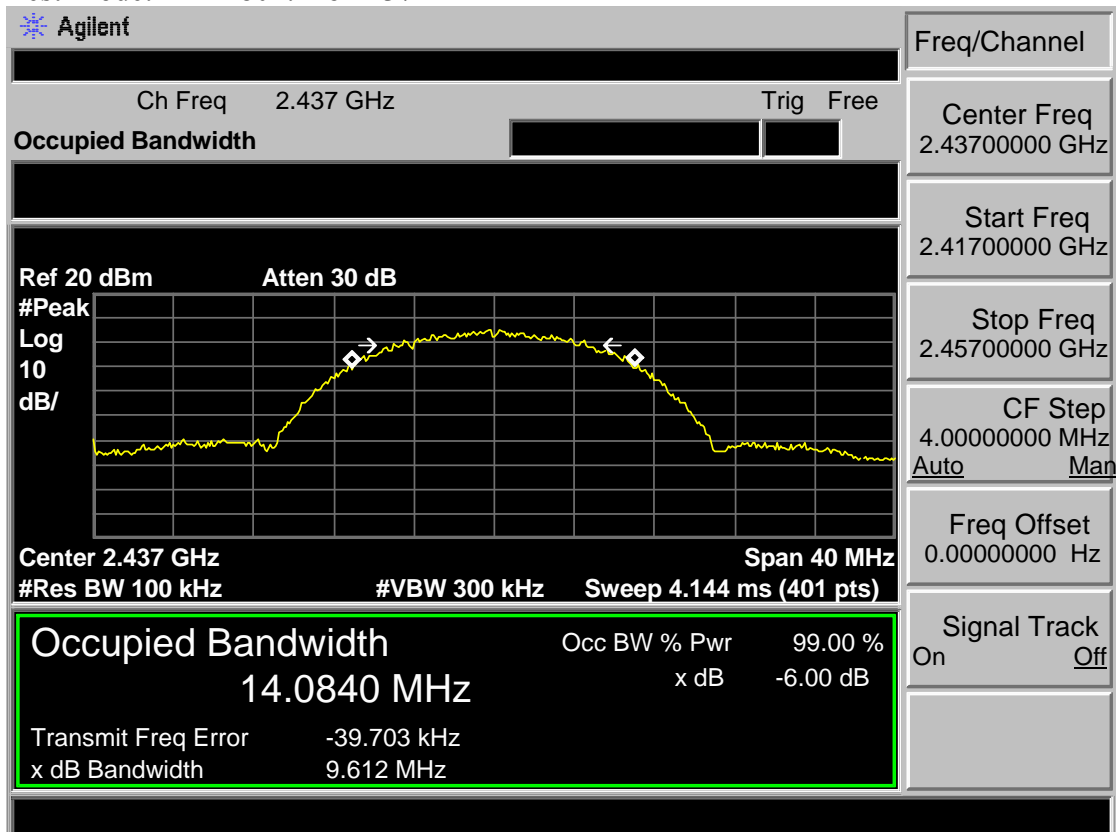 Agilent
Freq/Channel
Ch Freq 2.437 GHz Trig Free
Occupied Bandwidth
Center Freq
2.43700000 GHz
Start Freq
2.41700000 GHz
Stop Freq
2.45700000 GHz
CF Step
4.00000000 MHz
Auto Man
Freq Offset
0.00000000 Hz
Signal Track
On Off
Ref 20 dBm Atten 30 dB
#Peak
Log
10
dB/
Center 2.437 GHz Span 40 MHz
#Res BW 100 kHz #VBW 300 kHz Sweep 4.144 ms (401 pts)
Occupied Bandwidth
14.0840 MHz
Occ BW % Pwr 99.00 %
x dB -6.00 dB
Transmit Freq Error -39.703 kHz
x dB Bandwidth 9.612 MHz